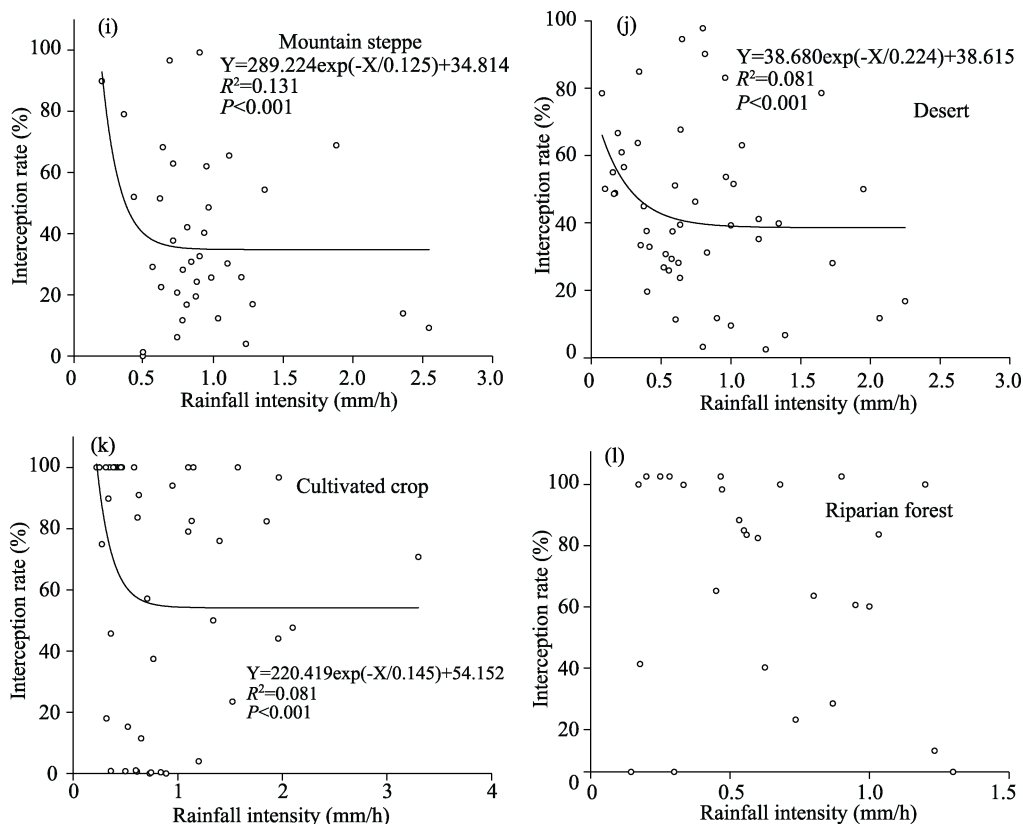 (i)
Mountain steppe
Y=289.224exp(-X/0.125)+34.814
R²=0.131
P<0.001
100
80
60
40
20
0
Interception rate (%)
0 0.5 1.0 1.5 2.0 2.5 3.0
Rainfall intensity (mm/h)
(j)
Y=38.680exp(-X/0.224)+38.615
R²=0.081
P<0.001
Desert
100
80
60
40
20
0
Interception rate (%)
0 0.5 1.0 1.5 2.0 2.5 3.0
Rainfall intensity (mm/h)
(k)
Cultivated crop
Y=220.419exp(-X/0.145)+54.152
R²=0.081
P<0.001
100
80
60
40
20
0
Interception rate (%)
0 1 2 3 4
Rainfall intensity (mm/h)
(l)
Riparian forest
100
80
60
40
20
Interception rate (%)
0 0.5 1.0 1.5
Rainfall intensity (mm/h)